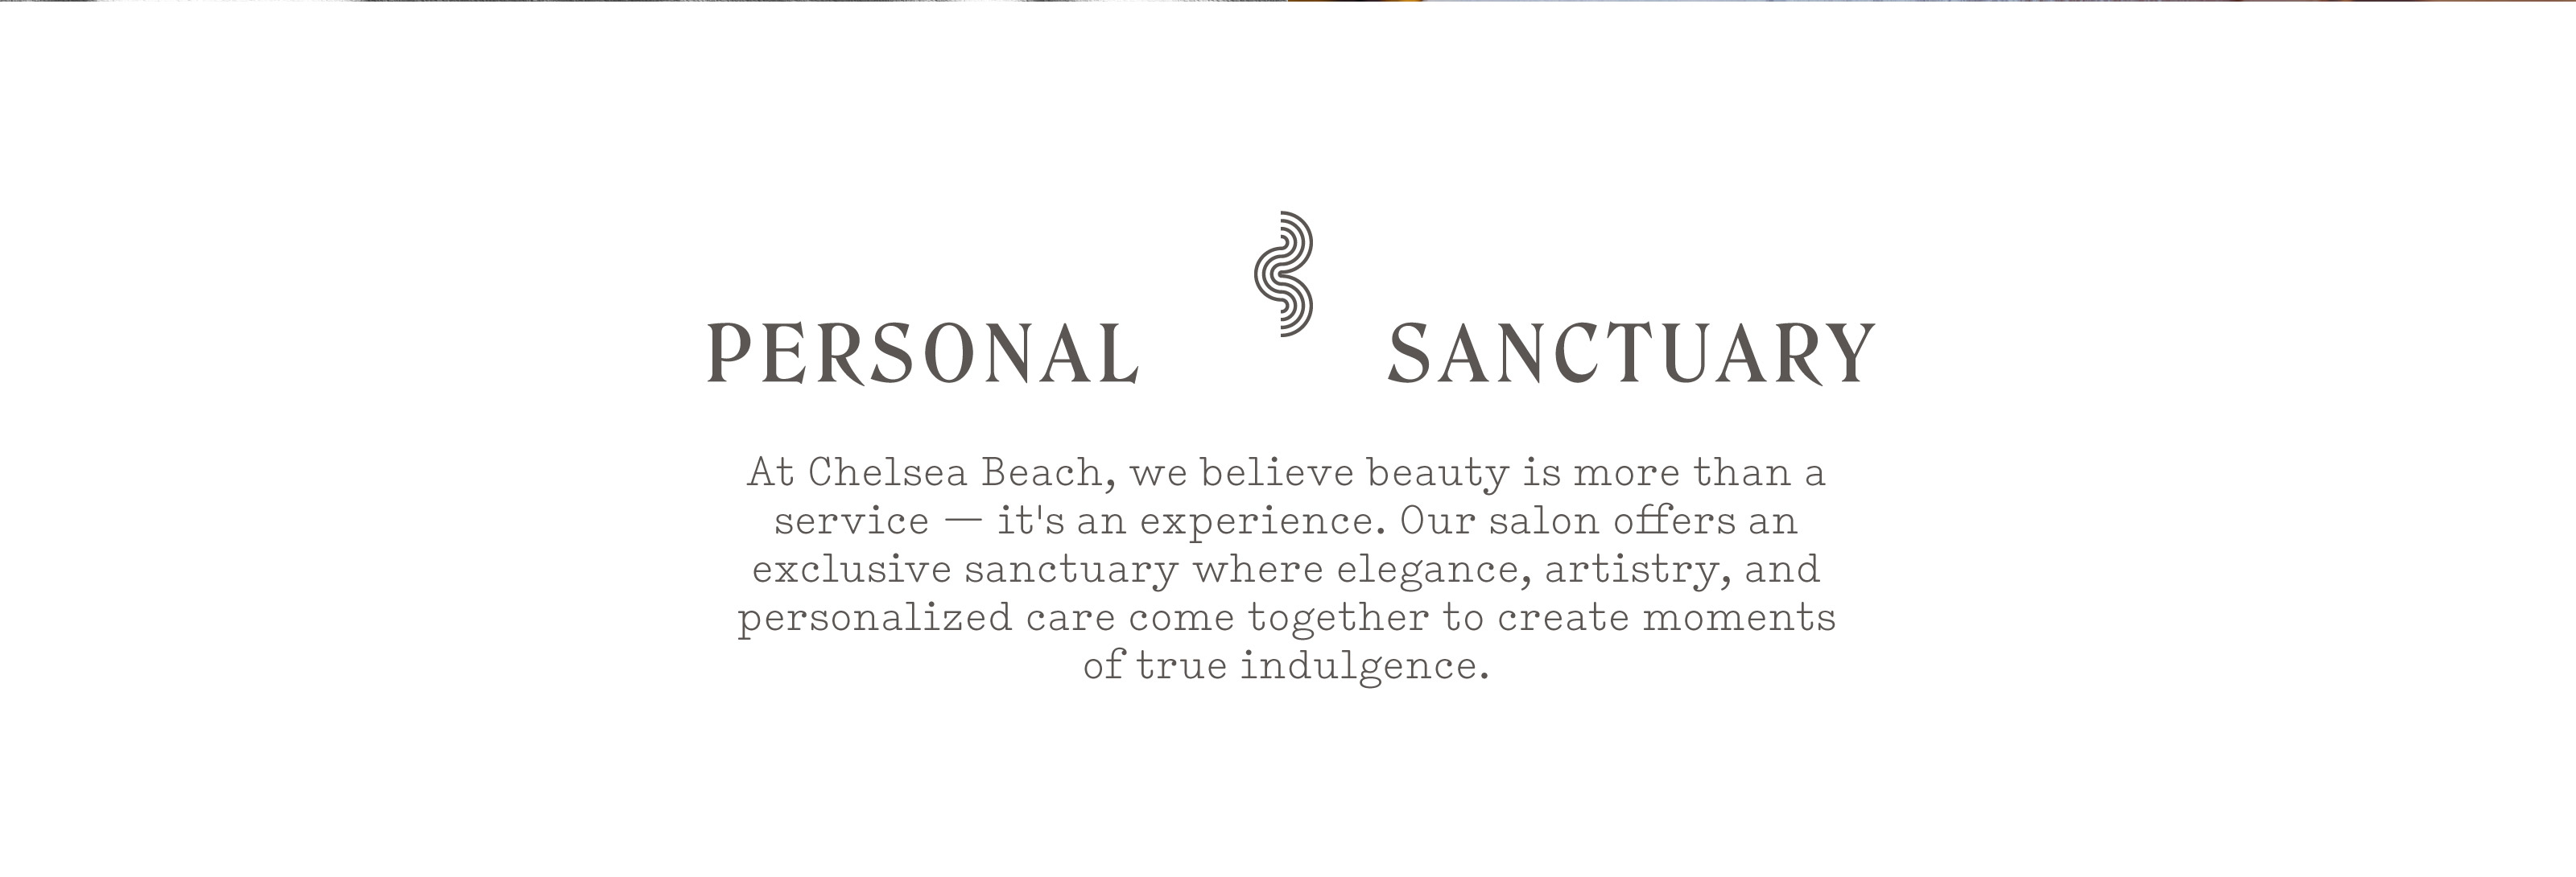 PERSONAL SANCTUARY
At Chelsea Beach, we believe beauty is more than a
service — it's an experience. Our salon offers an
exclusive sanctuary where elegance, artistry, and
personalized care come together to create moments
of true indulgence.